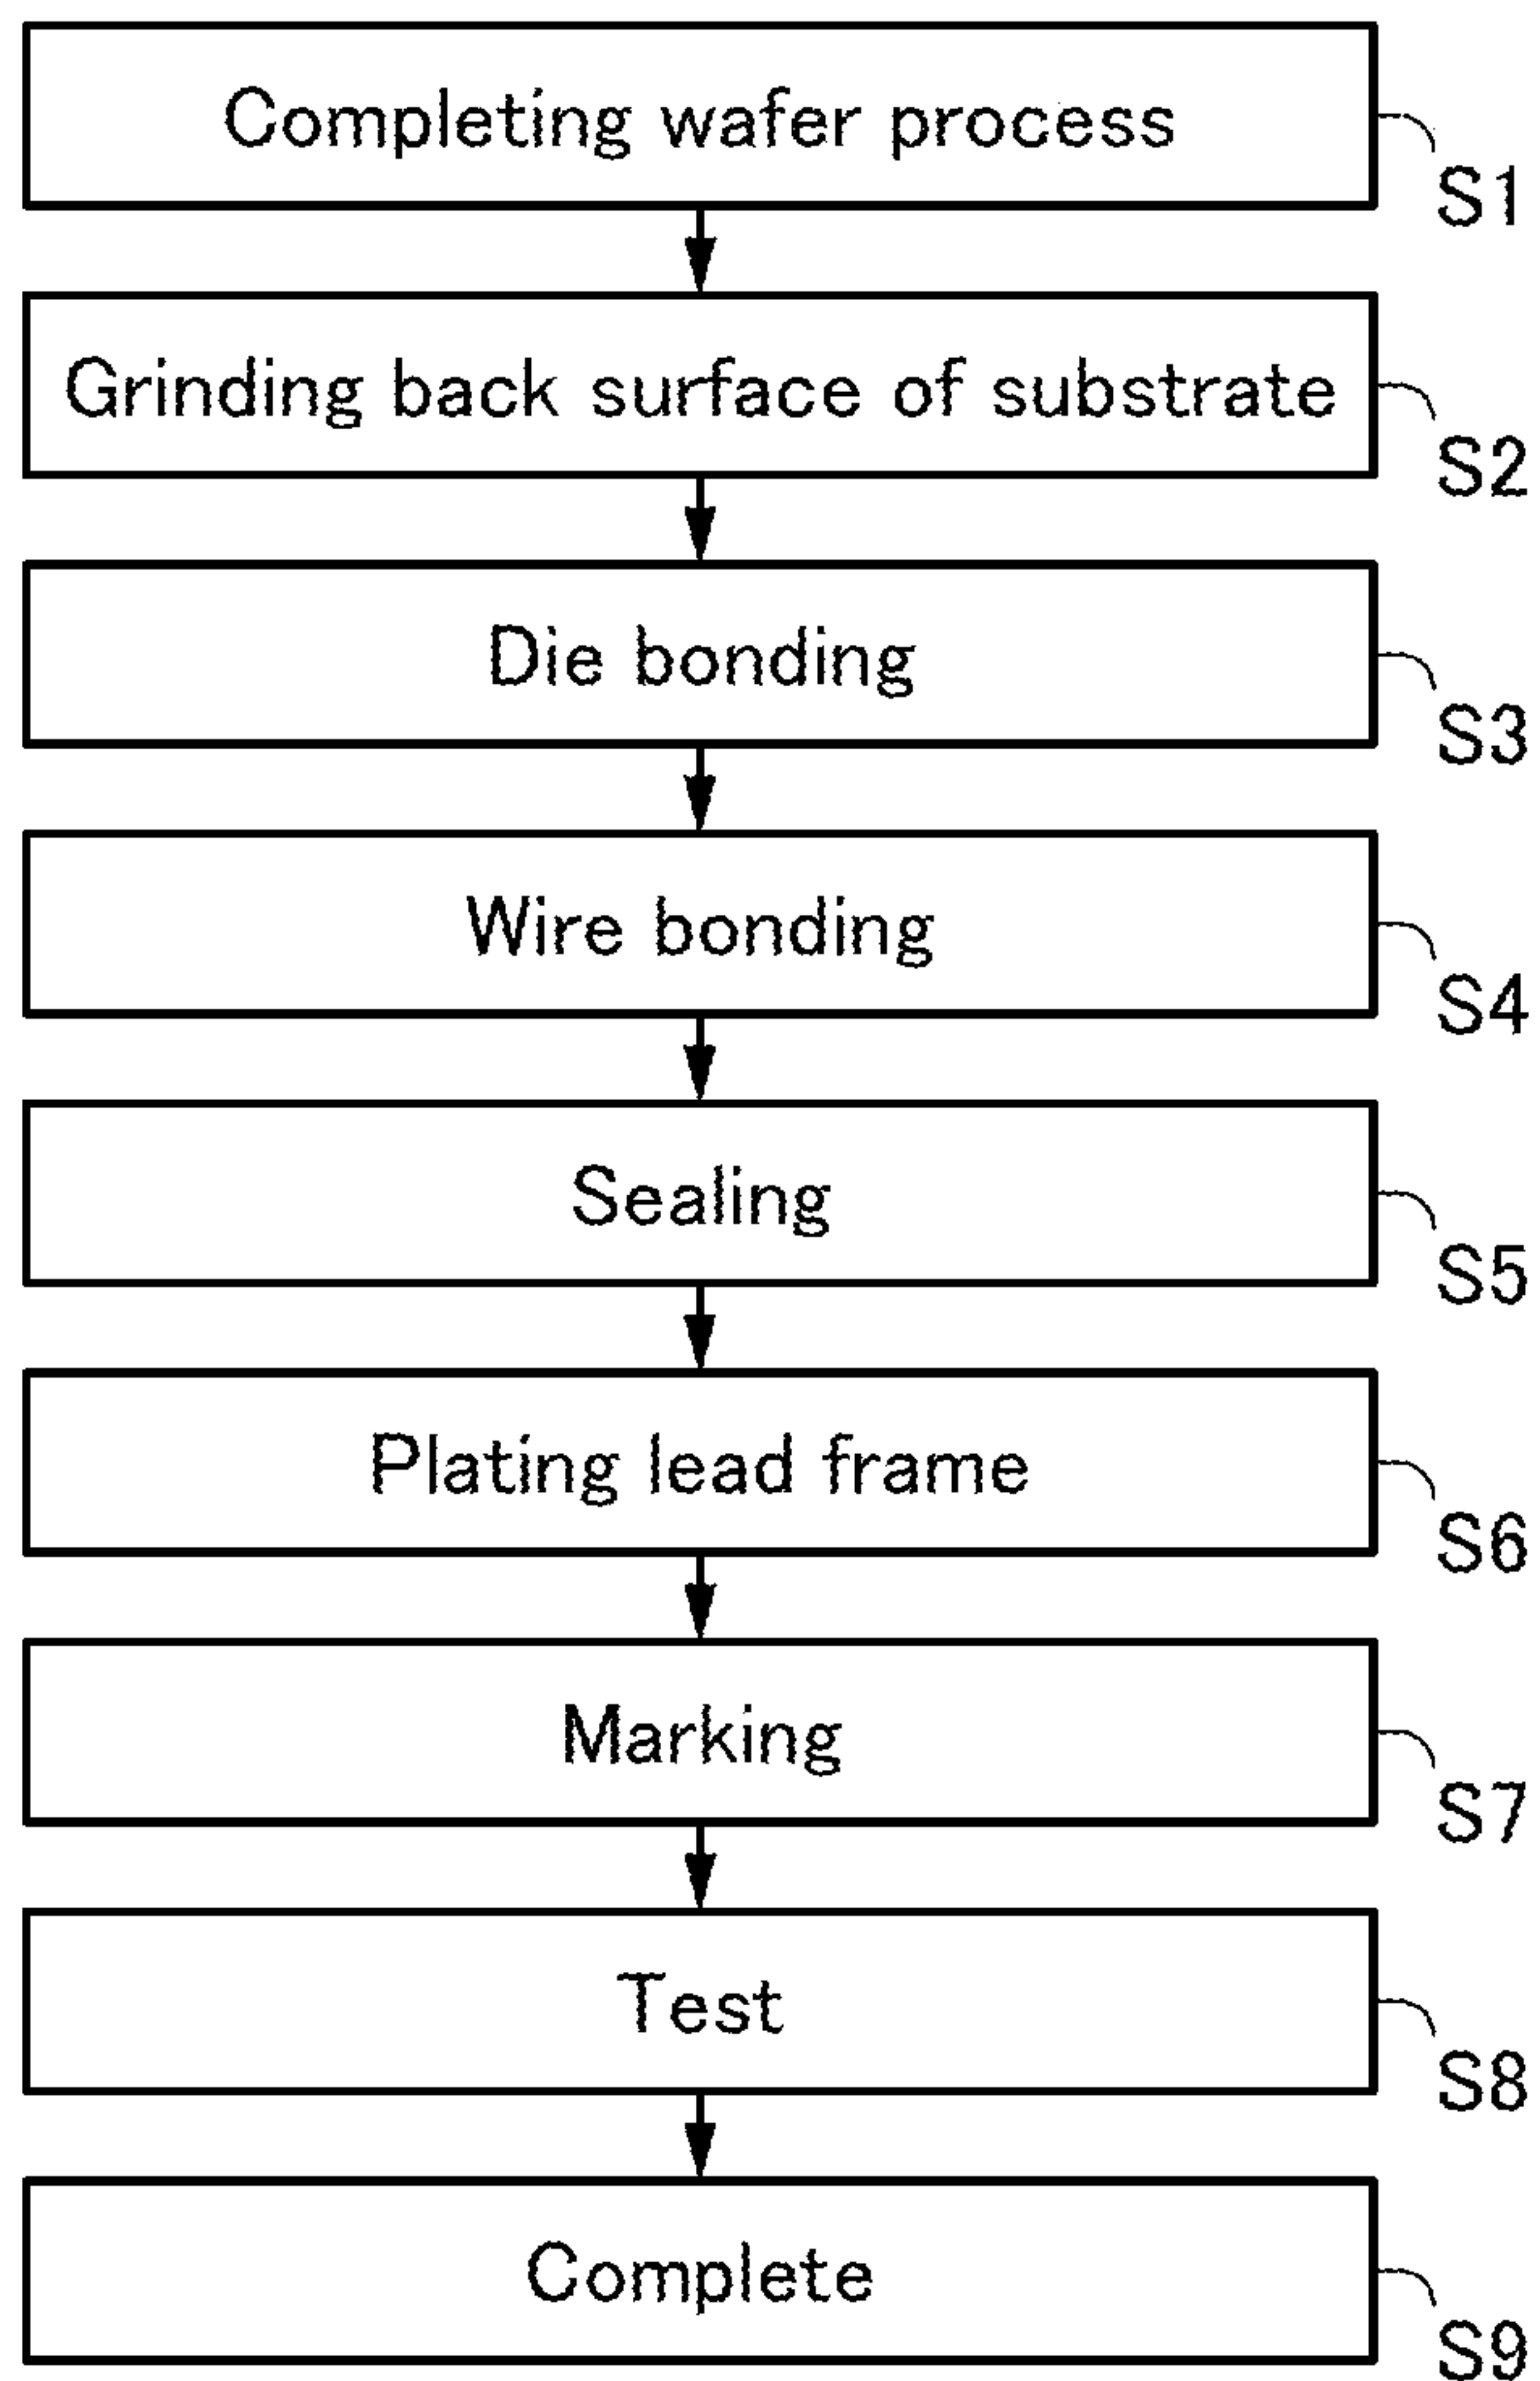 Completing wafer process
S1
Grinding back surface of substrate
S2
Die bonding
S3
Wire bonding
S4
Sealing
S5
Plating lead frame
S6
Marking
S7
Test
S8
Complete
S9